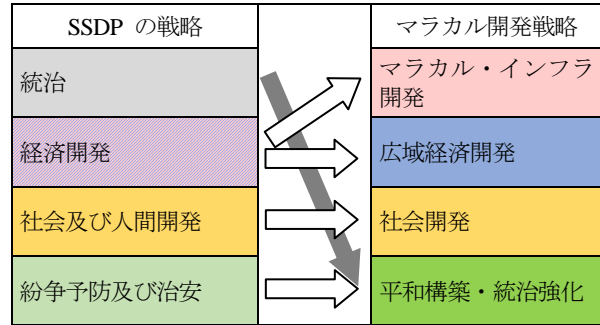 SSDP の戦略
マラカル開発戦略
統治
マラカル・インフラ
開発
経済開発
広域経済開発
社会及び人間開発
社会開発
紛争予防及び治安
平和構築・統治強化